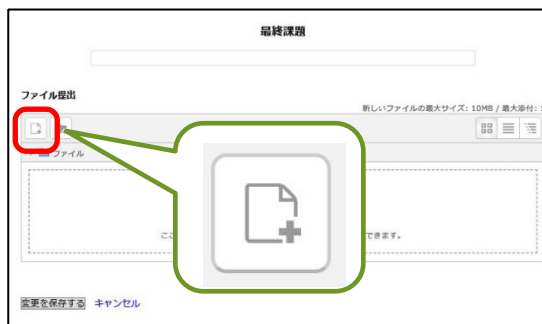 最終課題
ファイル提出
新しいファイルの最大サイズ: 10MB / 最大添付:
ファイル
ここ
できます。
変更を保存する キャンセル